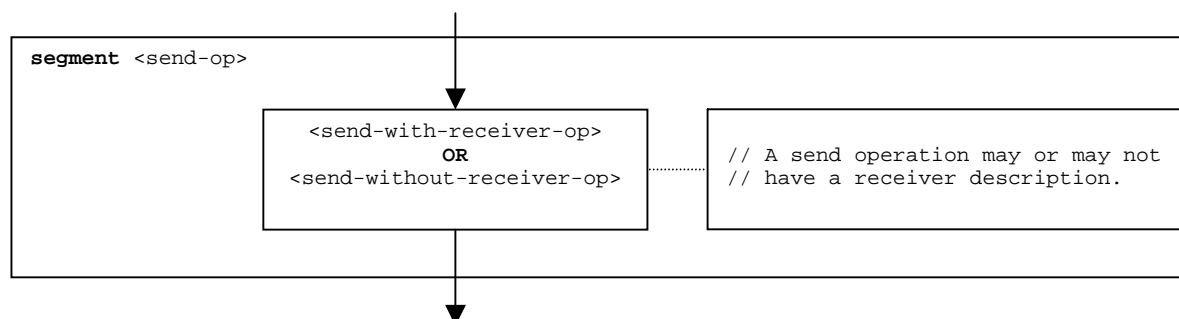 segment <send-op>
<send-with-receiver-op>
OR
<send-without-receiver-op>
// A send operation may or may not
// have a receiver description.